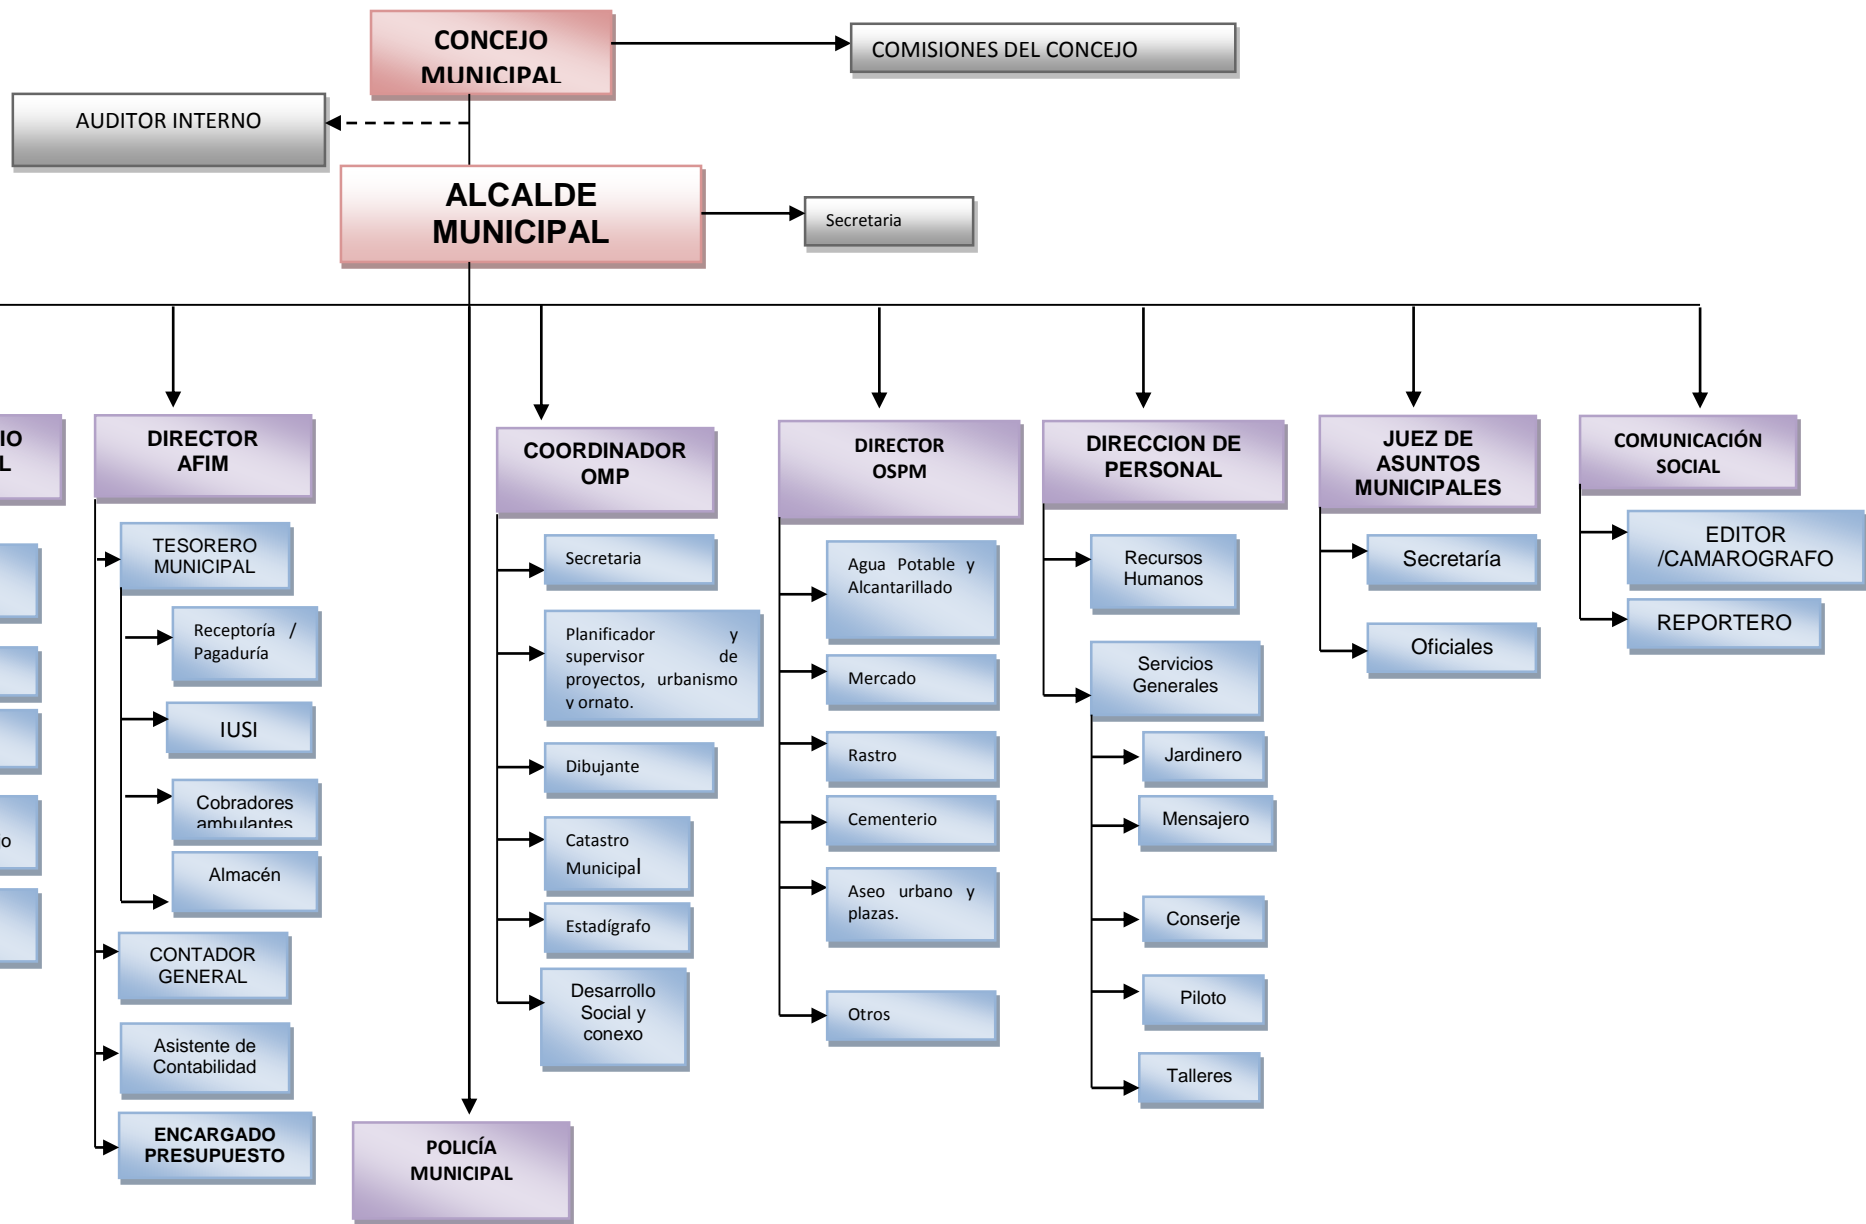 CONCEJO
MUNICIPAL
COMISIONES DEL CONCEJO
AUDITOR INTERNO
ALCALDE
MUNICIPAL
Secretaria
DIRECTOR
AFIM
TESORERO
MUNICIPAL
Receptoría /
Pagaduría
IUSI
Cobradores
ambulantes
Almacén
CONTADOR
GENERAL
Asistente de
Contabilidad
ENCARGADO
PRESUPUESTO
POLICÍA
MUNICIPAL
COORDINADOR
OMP
Secretaria
Planificador y
supervisor de
proyectos, urbanismo
y ornato.
Dibujante
Catastro
Municipal
Estadígrafo
Desarrollo
Social y
conexo
DIRECTOR
OSPM
Agua Potable y
Alcantarillado
Mercado
Rastro
Cementerio
Aseo urbano y
plazas.
Otros
DIRECCION DE
PERSONAL
Recursos
Humanos
Servicios
Generales
Jardinero
Mensajero
Conserje
Piloto
Talleres
JUEZ DE
ASUNTOS
MUNICIPALES
Secretaría
Oficiales
COMUNICACIÓN
SOCIAL
EDITOR
/CAMAROGRAFO
REPORTERO